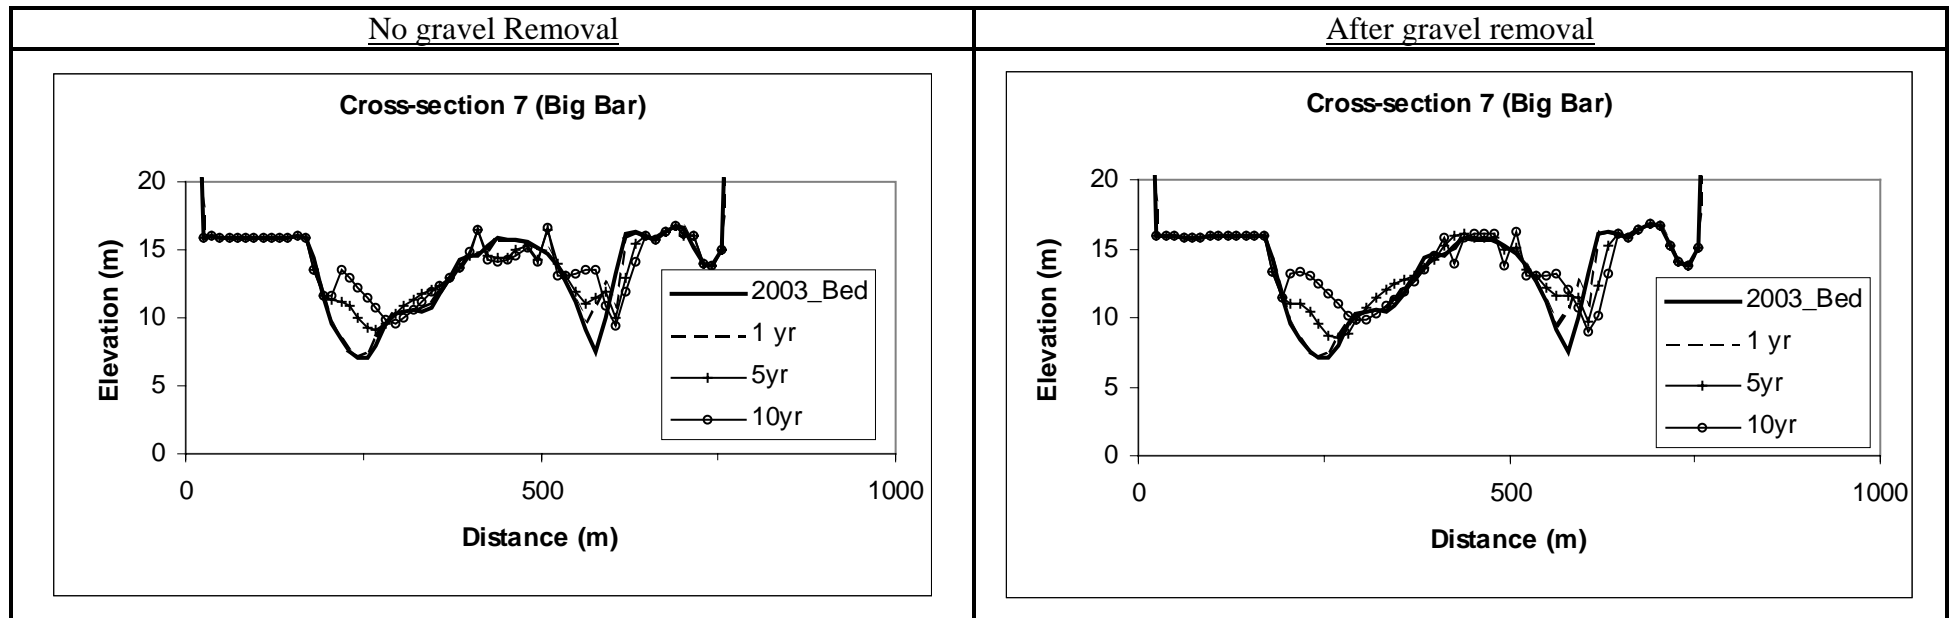 No gravel Removal
After gravel removal
Cross-section 7 (Big Bar)
20
15
10
5
0
0
500
1000
Elevation (m)
Distance (m)
2003_Bed
1 yr
5yr
10yr
Cross-section 7 (Big Bar)
20
15
10
5
0
0
500
1000
Elevation (m)
Distance (m)
2003_Bed
1 yr
5yr
10yr